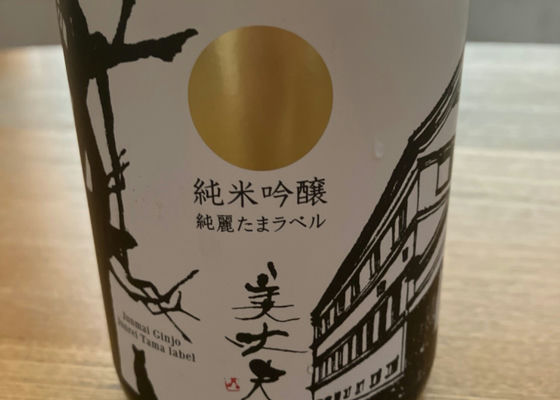 純米吟醸
純麗たまラベル
美丈夫
Junmai Ginjo
Junrei Tama label